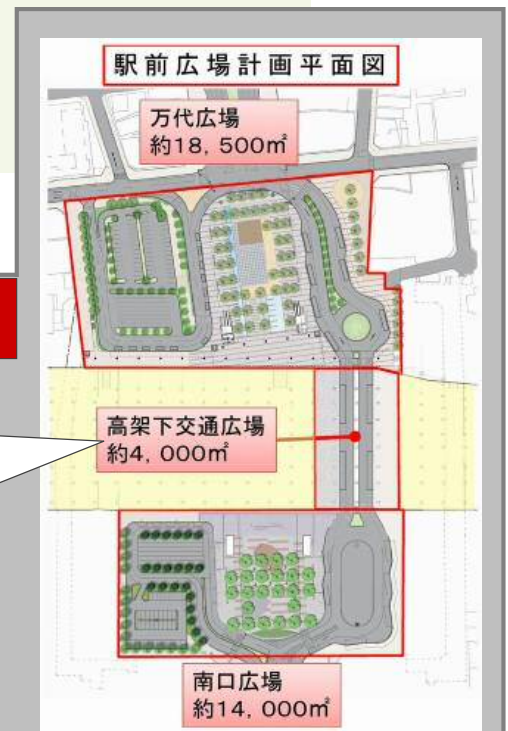 駅前広場計画平面図
万代広場
約18,500㎡
高架下交通広場
約4,000㎡
南口広場
約14,000㎡